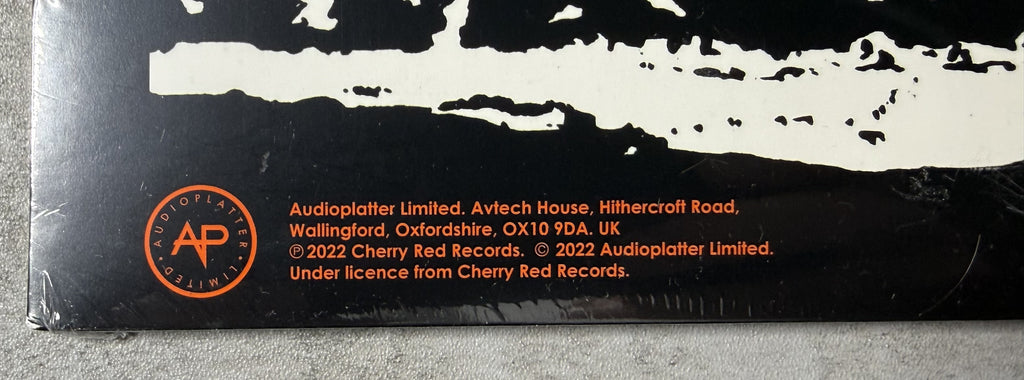 AUDIOPLATTER
AP
• LIMITED •
Audioplatter Limited. Avtech House, Hithercroft Road,
Wallingford, Oxfordshire, OX10 9DA. UK
℗ 2022 Cherry Red Records. © 2022 Audioplatter Limited.
Under licence from Cherry Red Records.